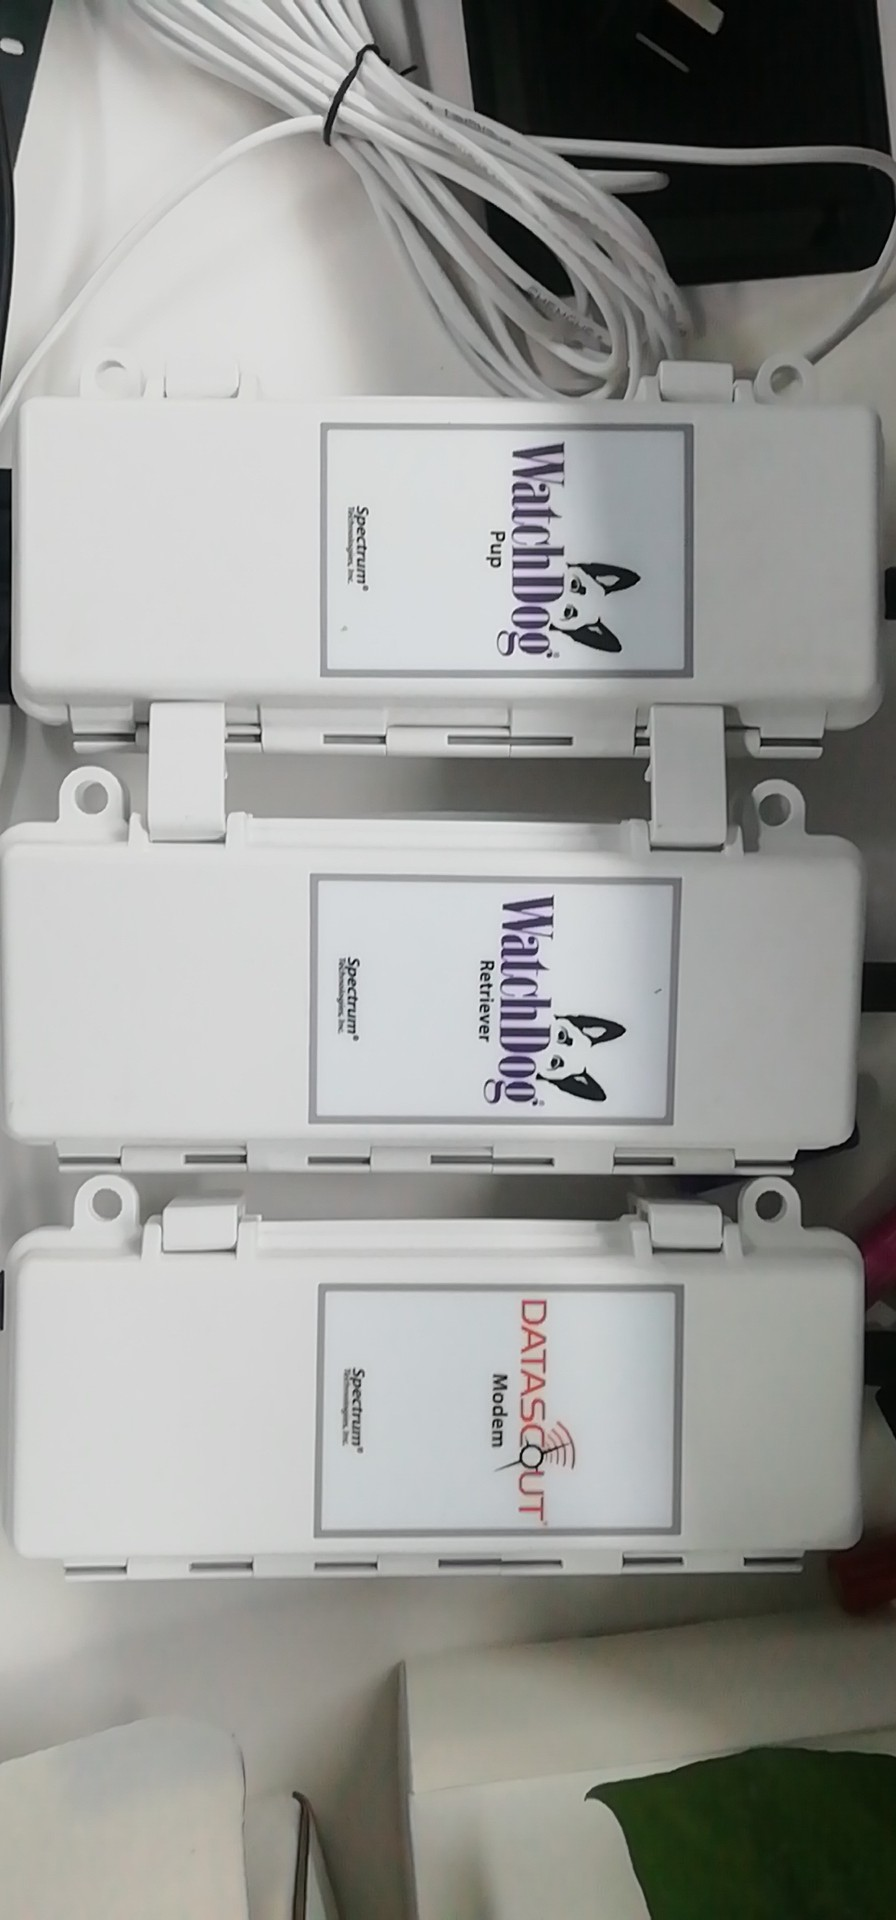 WatchDog®
Pup
Spectrum®
Technologies, Inc.
WatchDog®
Retriever
Spectrum®
Technologies, Inc.
DATASCOUT®
Modem
Spectrum®
Technologies, Inc.